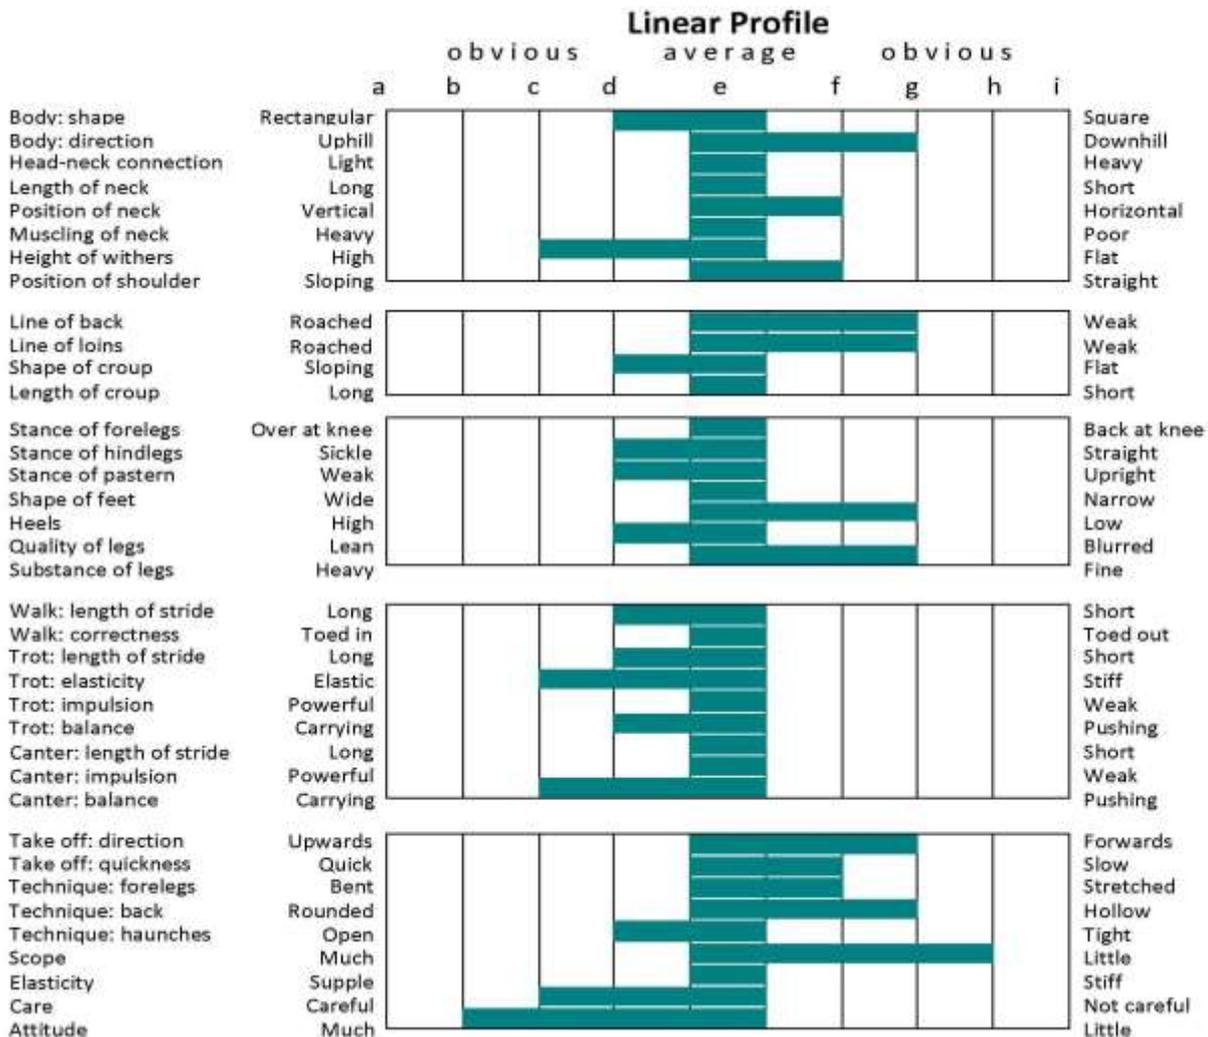 Linear Profile
obvious average obvious
a b c d e f g h i
Body: shape Rectangular Square
Body: direction Uphill Downhill
Head-neck connection Light Heavy
Length of neck Long Short
Position of neck Vertical Horizontal
Muscling of neck Heavy Poor
Height of withers High Flat
Position of shoulder Sloping Straight
Line of back Roached Weak
Line of loins Roached Weak
Shape of croup Sloping Flat
Length of croup Long Short
Stance of forelegs Over at knee Back at knee
Stance of hindlegs Sickle Straight
Stance of pastern Weak Upright
Shape of feet Wide Narrow
Heels High Low
Quality of legs Lean Blurred
Substance of legs Heavy Fine
Walk: length of stride Long Short
Walk: correctness Toed in Toed out
Trot: length of stride Long Short
Trot: elasticity Elastic Stiff
Trot: impulsion Powerful Weak
Trot: balance Carrying Pushing
Canter: length of stride Long Short
Canter: impulsion Powerful Weak
Canter: balance Carrying Pushing
Take off: direction Upwards Forwards
Take off: quickness Quick Slow
Technique: forelegs Bent Stretched
Technique: back Rounded Hollow
Technique: haunches Open Tight
Scope Much Little
Elasticity Supple Stiff
Care Careful Not careful
Attitude Much Little